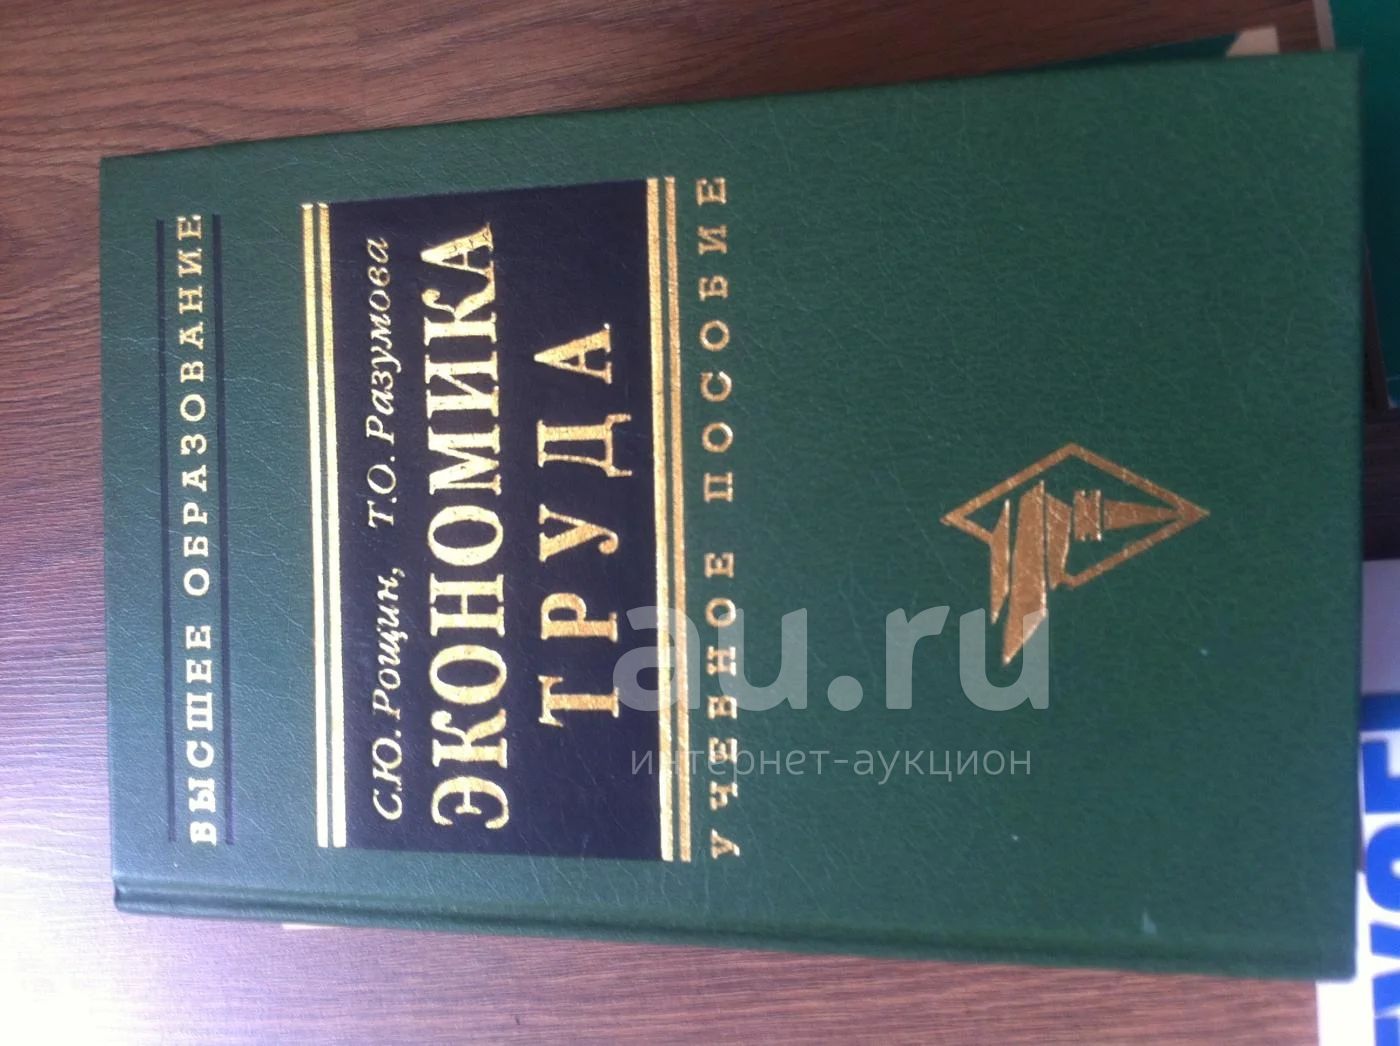 ВЫСШЕЕ ОБРАЗОВАНИЕ
С.Ю. Рощин, Т.О. Разумова
ЭКОНОМИКА
ТРУДА
УЧЕБНОЕ ПОСОБИЕ
au.ru
интернет-аукцион